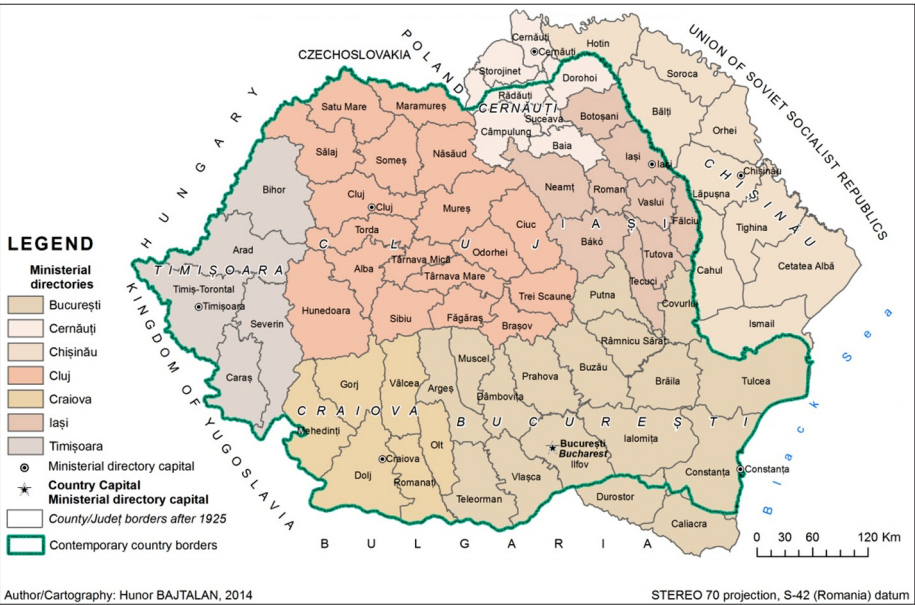 POLAND
CZECHOSLOVAKIA
UNION OF SOVIET SOCIALIST REPUBLICS
HUNGARY
KINGDOM OF YUGOSLAVIA
BULGARIA
Black Sea
Cernăuți
Cernăuți
Hotin
Storojineț
Dorohoi
Soroca
Rădăuți
CERNĂUȚI
Suceava
Câmpulung
Botoșani
Bălți
Orhei
Baia
Satu Mare
Maramureș
Sălaj
Someș
Năsăud
Iași
Iași
Chișinău
CHIȘINĂU
Bihor
Cluj
Cluj
Mureș
Neamț
Roman
Vaslui
Lăpușna
Fălciu
Tighina
Ciuc
IAȘI
Torda
CLUJ
Odorhei
Bákó
Arad
TIMIȘOARA
Alba
Târnava Mică
Târnava Mare
Tutova
Cahul
Cetatea Albă
Timiș-Torontal
Timișoara
Tecuci
Severin
Hunedoara
Sibiu
Făgăraș
Brașov
Trei Scaune
Putna
Covurlui
Ismail
Râmnicu Sărat
Caraș
Gorj
Vâlcea
Muscel
Argeș
Dâmbovița
Prahova
Buzău
Brăila
Tulcea
CRAIOVA
BUCUREȘTI
Mehedinți
Olt
București
Bucharest
Ilfov
Ialomița
Dolj
Craiova
Romanați
Teleorman
Vlașca
Constanța
Constanța
Durostor
Caliacra
LEGEND
Ministerial
directories
București
Cernăuți
Chișinău
Cluj
Craiova
Iași
Timișoara
Ministerial directory capital
Country Capital
Ministerial directory capital
County/Județ borders after 1925
Contemporary country borders
0 30 60 120 Km
Author/Cartography: Hunor BAJTALAN, 2014
STEREO 70 projection, S-42 (Romania) datum